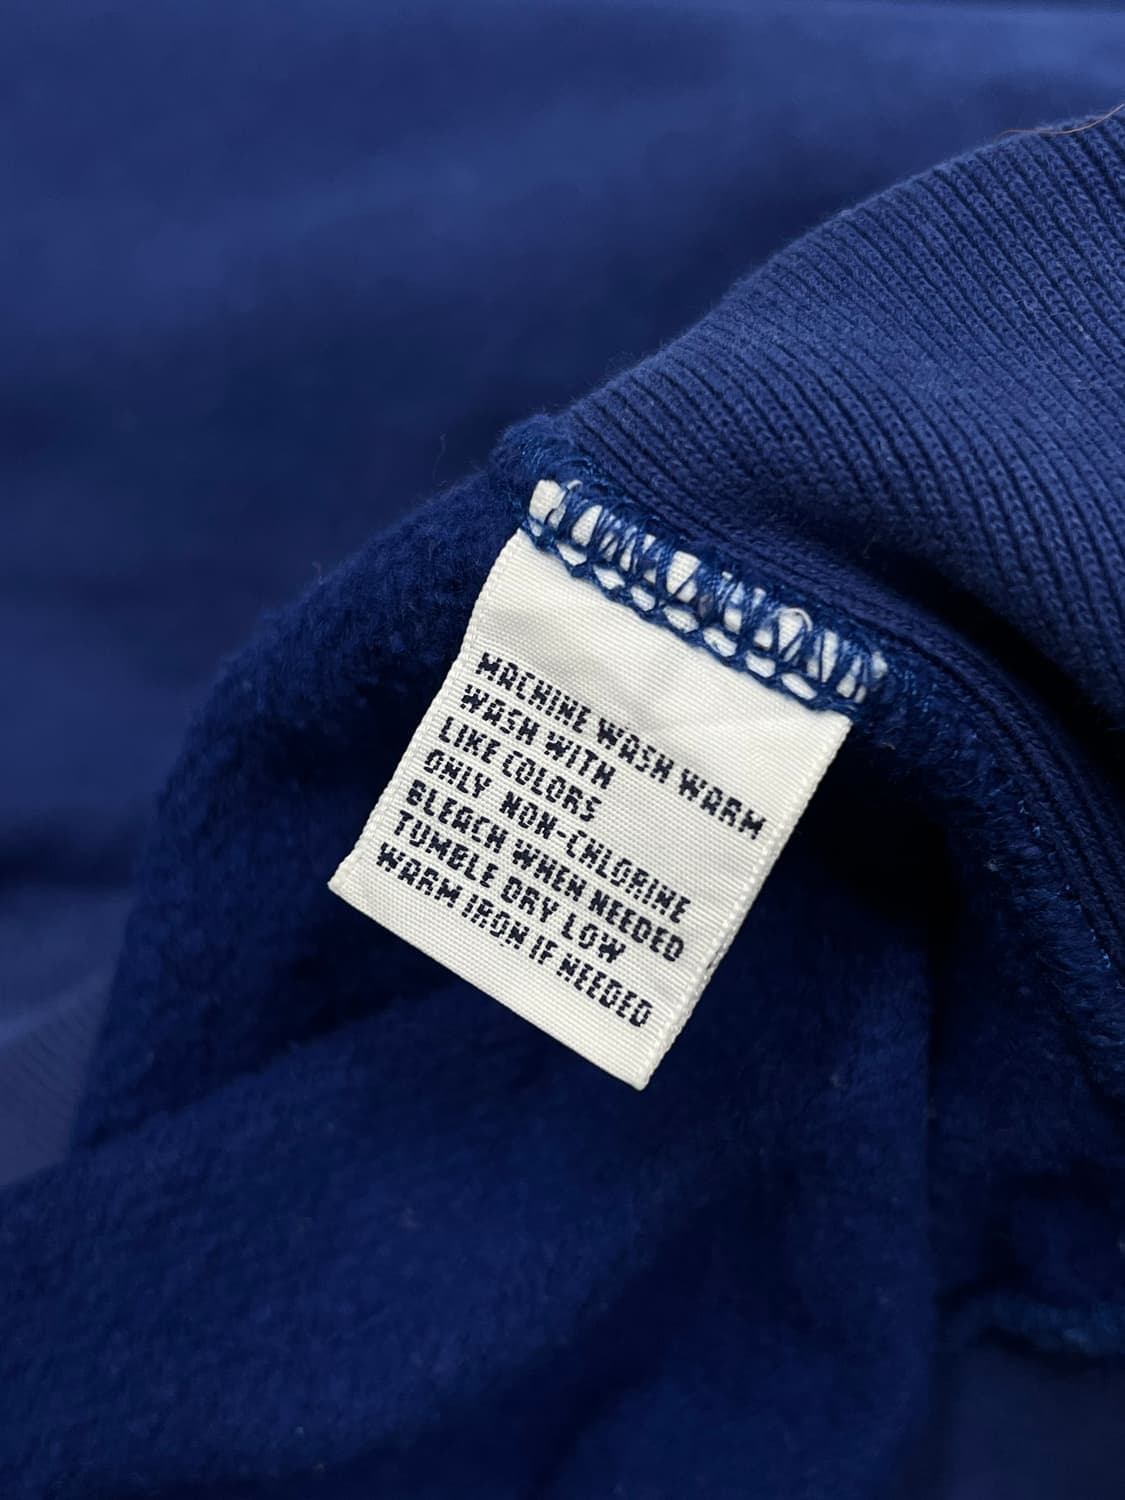 MACHINE WASH WARM
WASH WITH
LIKE COLORS
ONLY NON-CHLORINE
BLEACH WHEN NEEDED
TUMBLE DRY LOW
WARM IRON IF NEEDED